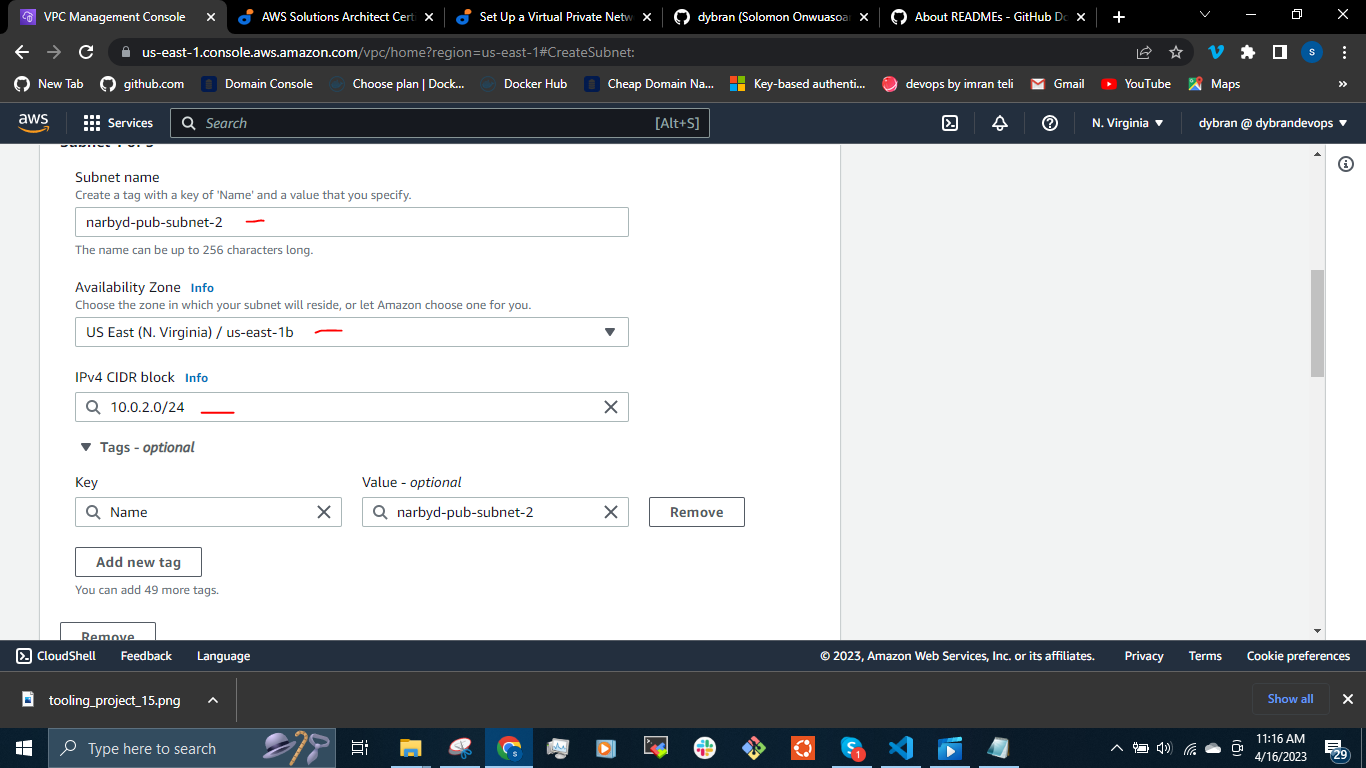 VPC Management Console
AWS Solutions Architect Cert
Set Up a Virtual Private Netw
dybran (Solomon Onwuasoa
About READMEs - GitHub Do
us-east-1.console.aws.amazon.com/vpc/home?region=us-east-1#CreateSubnet:
S
New Tab
github.com
Domain Console
Choose plan | Dock...
Docker Hub
Cheap Domain Na...
Key-based authenti...
devops by imran teli
Gmail
YouTube
Maps
»
aws
Services
Search
[Alt+S]
N. Virginia
dybran @ dybrandevops
Subnet name
Create a tag with a key of 'Name' and a value that you specify.
narbyd-pub-subnet-2
The name can be up to 256 characters long.
Availability Zone Info
Choose the zone in which your subnet will reside, or let Amazon choose one for you.
US East (N. Virginia) / us-east-1b
IPv4 CIDR block Info
10.0.2.0/24
Tags - optional
Key
Value - optional
Name
narbyd-pub-subnet-2
Remove
Add new tag
You can add 49 more tags.
Remove
CloudShell
Feedback
Language
© 2023, Amazon Web Services, Inc. or its affiliates.
Privacy
Terms
Cookie preferences
tooling_project_15.png
Show all
Type here to search
11:16 AM
4/16/2023
29